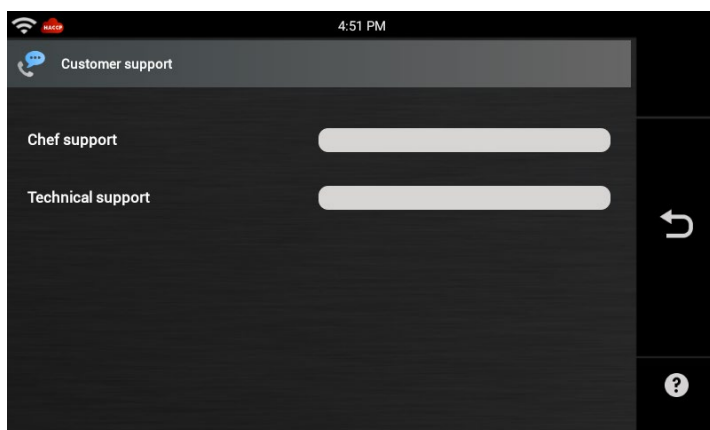 HACCP
4:51 PM
Customer support
Chef support
Technical support
?